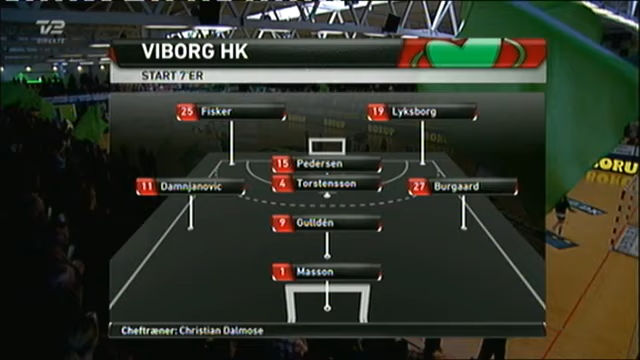 TV2
DIREKTE
VIBORG HK
START 7'ER
25 Fisker
19 Lyksborg
15 Pedersen
11 Damnjanovic
4 Torstensson
27 Burgaard
9 Gulldén
1 Masson
Cheftræner: Christian Dalmose
BORUP